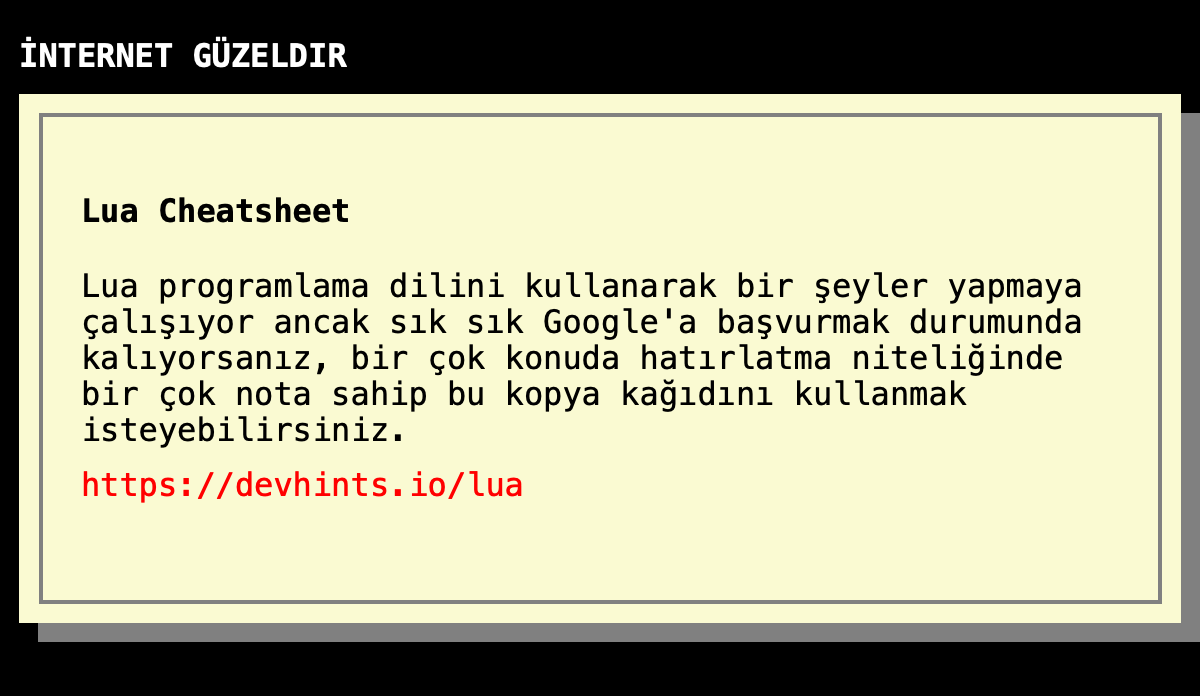 İNTERNET GÜZELDIR
Lua Cheatsheet
Lua programlama dilini kullanarak bir şeyler yapmaya
çalışıyor ancak sık sık Google'a başvurmak durumunda
kalıyorsanız, bir çok konuda hatırlatma niteliğinde
bir çok nota sahip bu kopya kağıdını kullanmak
isteyebilirsiniz.
https://devhints.io/lua